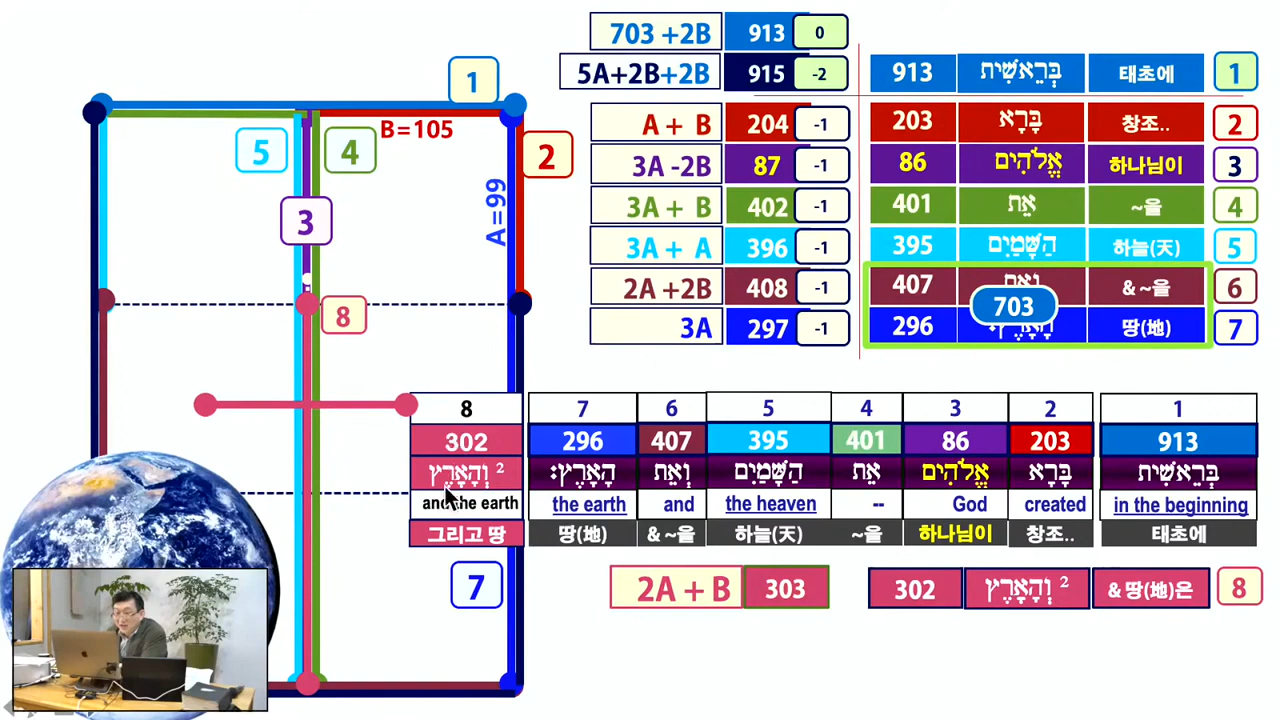 703 +2B 913 0
5A+2B+2B 915 -2
913 בְּרֵאשִׁית 태초에 1
A + B 204 -1
203 בָּרָא 창조.. 2
3A -2B 87 -1
86 אֱלֹהִים 하나님이 3
3A + B 402 -1
401 אֵת ~을 4
3A + A 396 -1
395 הַשָּׁמַיִם 하늘(天) 5
2A +2B 408 -1
407 & ~을 6
703
3A 297 -1
296 땅(地) 7
1
B=105
5
4
2
3
A=99
8
7
8 7 6 5 4 3 2 1
302 296 407 395 401 86 203 913
וְהָאָרֶץ 2 הָאָרֶץ׃ וְאֵת הַשָּׁמַיִם אֵת אֱלֹהִים בָּרָא בְּרֵאשִׁית
the earth the earth and the heaven -- God created in the beginning
그리고 땅 땅(地) & ~을 하늘(天) ~을 하나님이 창조.. 태초에
2A + B 303
302 וְהָאָרֶץ 2 & 땅(地)은 8